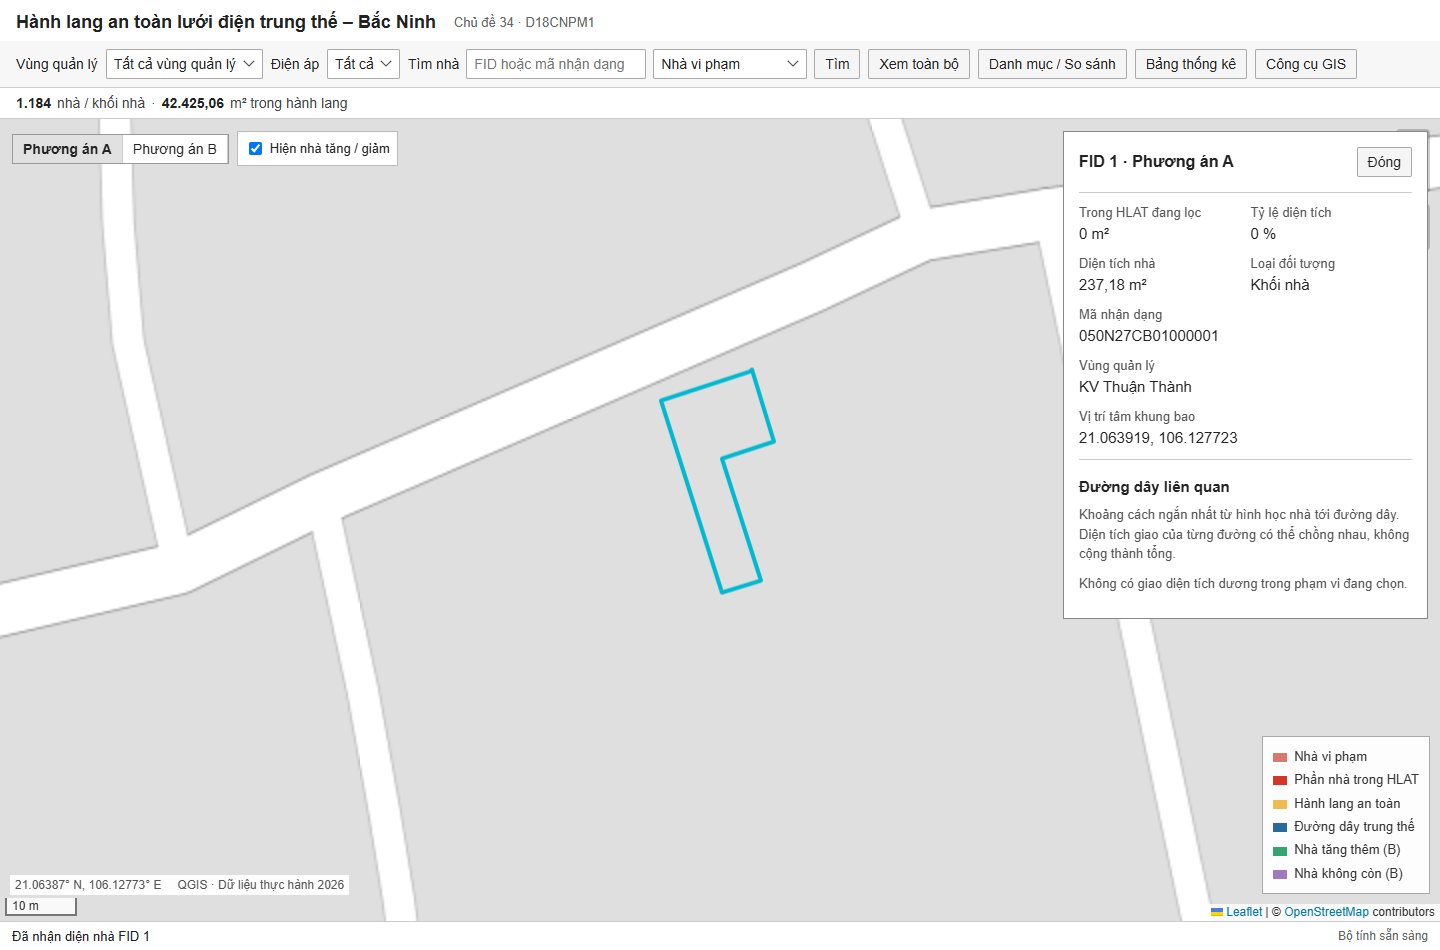 Hành lang an toàn lưới điện trung thế – Bắc Ninh Chủ đề 34 · D18CNPM1
Vùng quản lý Tất cả vùng quản lý Điện áp Tất cả Tìm nhà FID hoặc mã nhận dạng Nhà vi phạm Tìm Xem toàn bộ Danh mục / So sánh Bảng thống kê Công cụ GIS
1.184 nhà / khối nhà · 42.425,06 m² trong hành lang
Phương án A Phương án B Hiện nhà tăng / giảm
FID 1 · Phương án A Đóng
Trong HLAT đang lọc Tỷ lệ diện tích
0 m² 0 %
Diện tích nhà Loại đối tượng
237,18 m² Khối nhà
Mã nhận dạng
050N27CB01000001
Vùng quản lý
KV Thuận Thành
Vị trí tâm khung bao
21.063919, 106.127723
Đường dây liên quan
Khoảng cách ngắn nhất từ hình học nhà tới đường dây.
Diện tích giao của từng đường có thể chồng nhau, không
cộng thành tổng.
Không có giao diện tích dương trong phạm vi đang chọn.
Nhà vi phạm
Phần nhà trong HLAT
Hành lang an toàn
Đường dây trung thế
Nhà tăng thêm (B)
Nhà không còn (B)
21.06387° N, 106.12773° E QGIS · Dữ liệu thực hành 2026
10 m
Leaflet | © OpenStreetMap contributors
Đã nhận diện nhà FID 1 Bộ tính sẵn sàng